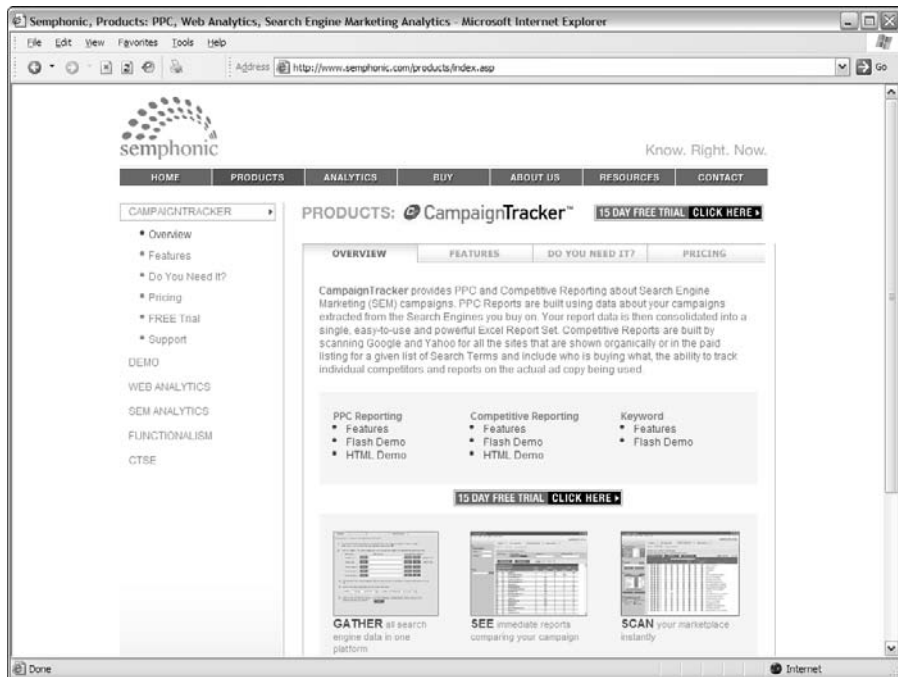 Semphonic, Products: PPC, Web Analytics, Search Engine Marketing Analytics - Microsoft Internet Explorer
File Edit View Favorites Tools Help
Address http://www.semphonic.com/products/index.asp Go
semphonic
Know. Right. Now.
HOME PRODUCTS ANALYTICS BUY ABOUT US RESOURCES CONTACT
CAMPAIGNTRACKER
Overview
Features
Do You Need It?
Pricing
FREE Trial
Support
DEMO
WEB ANALYTICS
SEM ANALYTICS
FUNCTIONALISM
CTSE
PRODUCTS: CampaignTracker™ 15 DAY FREE TRIAL CLICK HERE
OVERVIEW FEATURES DO YOU NEED IT? PRICING
CampaignTracker provides PPC and Competitive Reporting about Search Engine
Marketing (SEM) campaigns. PPC Reports are built using data about your campaigns
extracted from the Search Engines you buy on. Your report data is then consolidated into a
single, easy-to-use and powerful Excel Report Set. Competitive Reports are built by
scanning Google and Yahoo for all the sites that are shown organically or in the paid
listing for a given list of Search Terms and include who is buying what, the ability to track
individual competitors and reports on the actual ad copy being used.
PPC Reporting
Features
Flash Demo
HTML Demo
Competitive Reporting
Features
Flash Demo
HTML Demo
Keyword
Features
Flash Demo
15 DAY FREE TRIAL CLICK HERE
GATHER all search
engine data in one
platform
SEE immediate reports
comparing your campaign
SCAN your marketplace
instantly
Done Internet